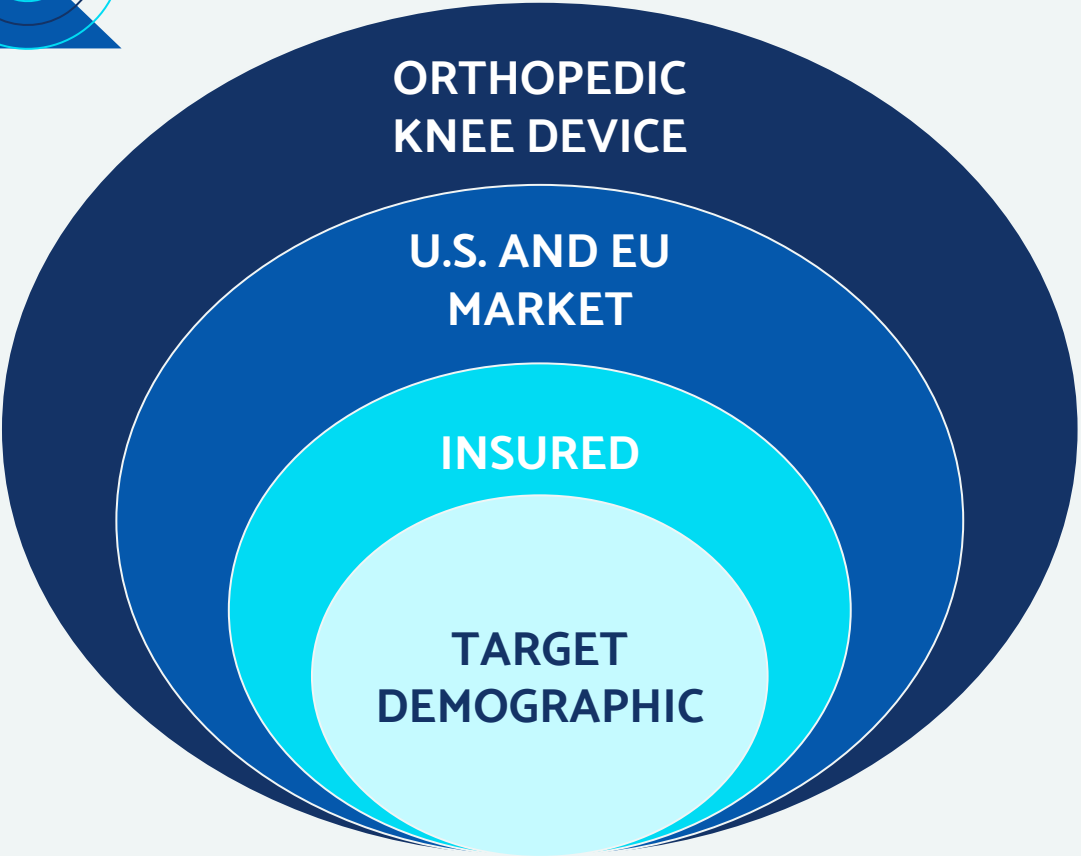 ORTHOPEDIC
KNEE DEVICE
U.S. AND EU
MARKET
INSURED
TARGET
DEMOGRAPHIC